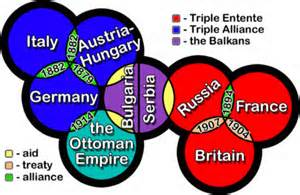 Italy
Austria-
Hungary
1882
1882
1879
Germany
1914
the
Ottoman
Empire
Bulgaria
Serbia
Russia
1894
France
1907
1904
Britain
- Triple Entente
- Triple Alliance
- the Balkans
- aid
- treaty
- alliance